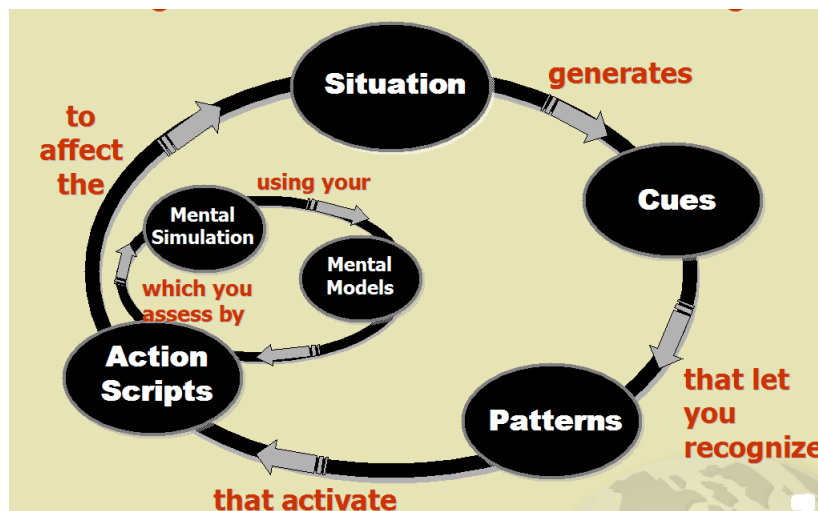 Situation
generates
Cues
that let
you
recognize
Patterns
that activate
Action
Scripts
which you
assess by
Mental
Simulation
using your
Mental
Models
to
affect
the